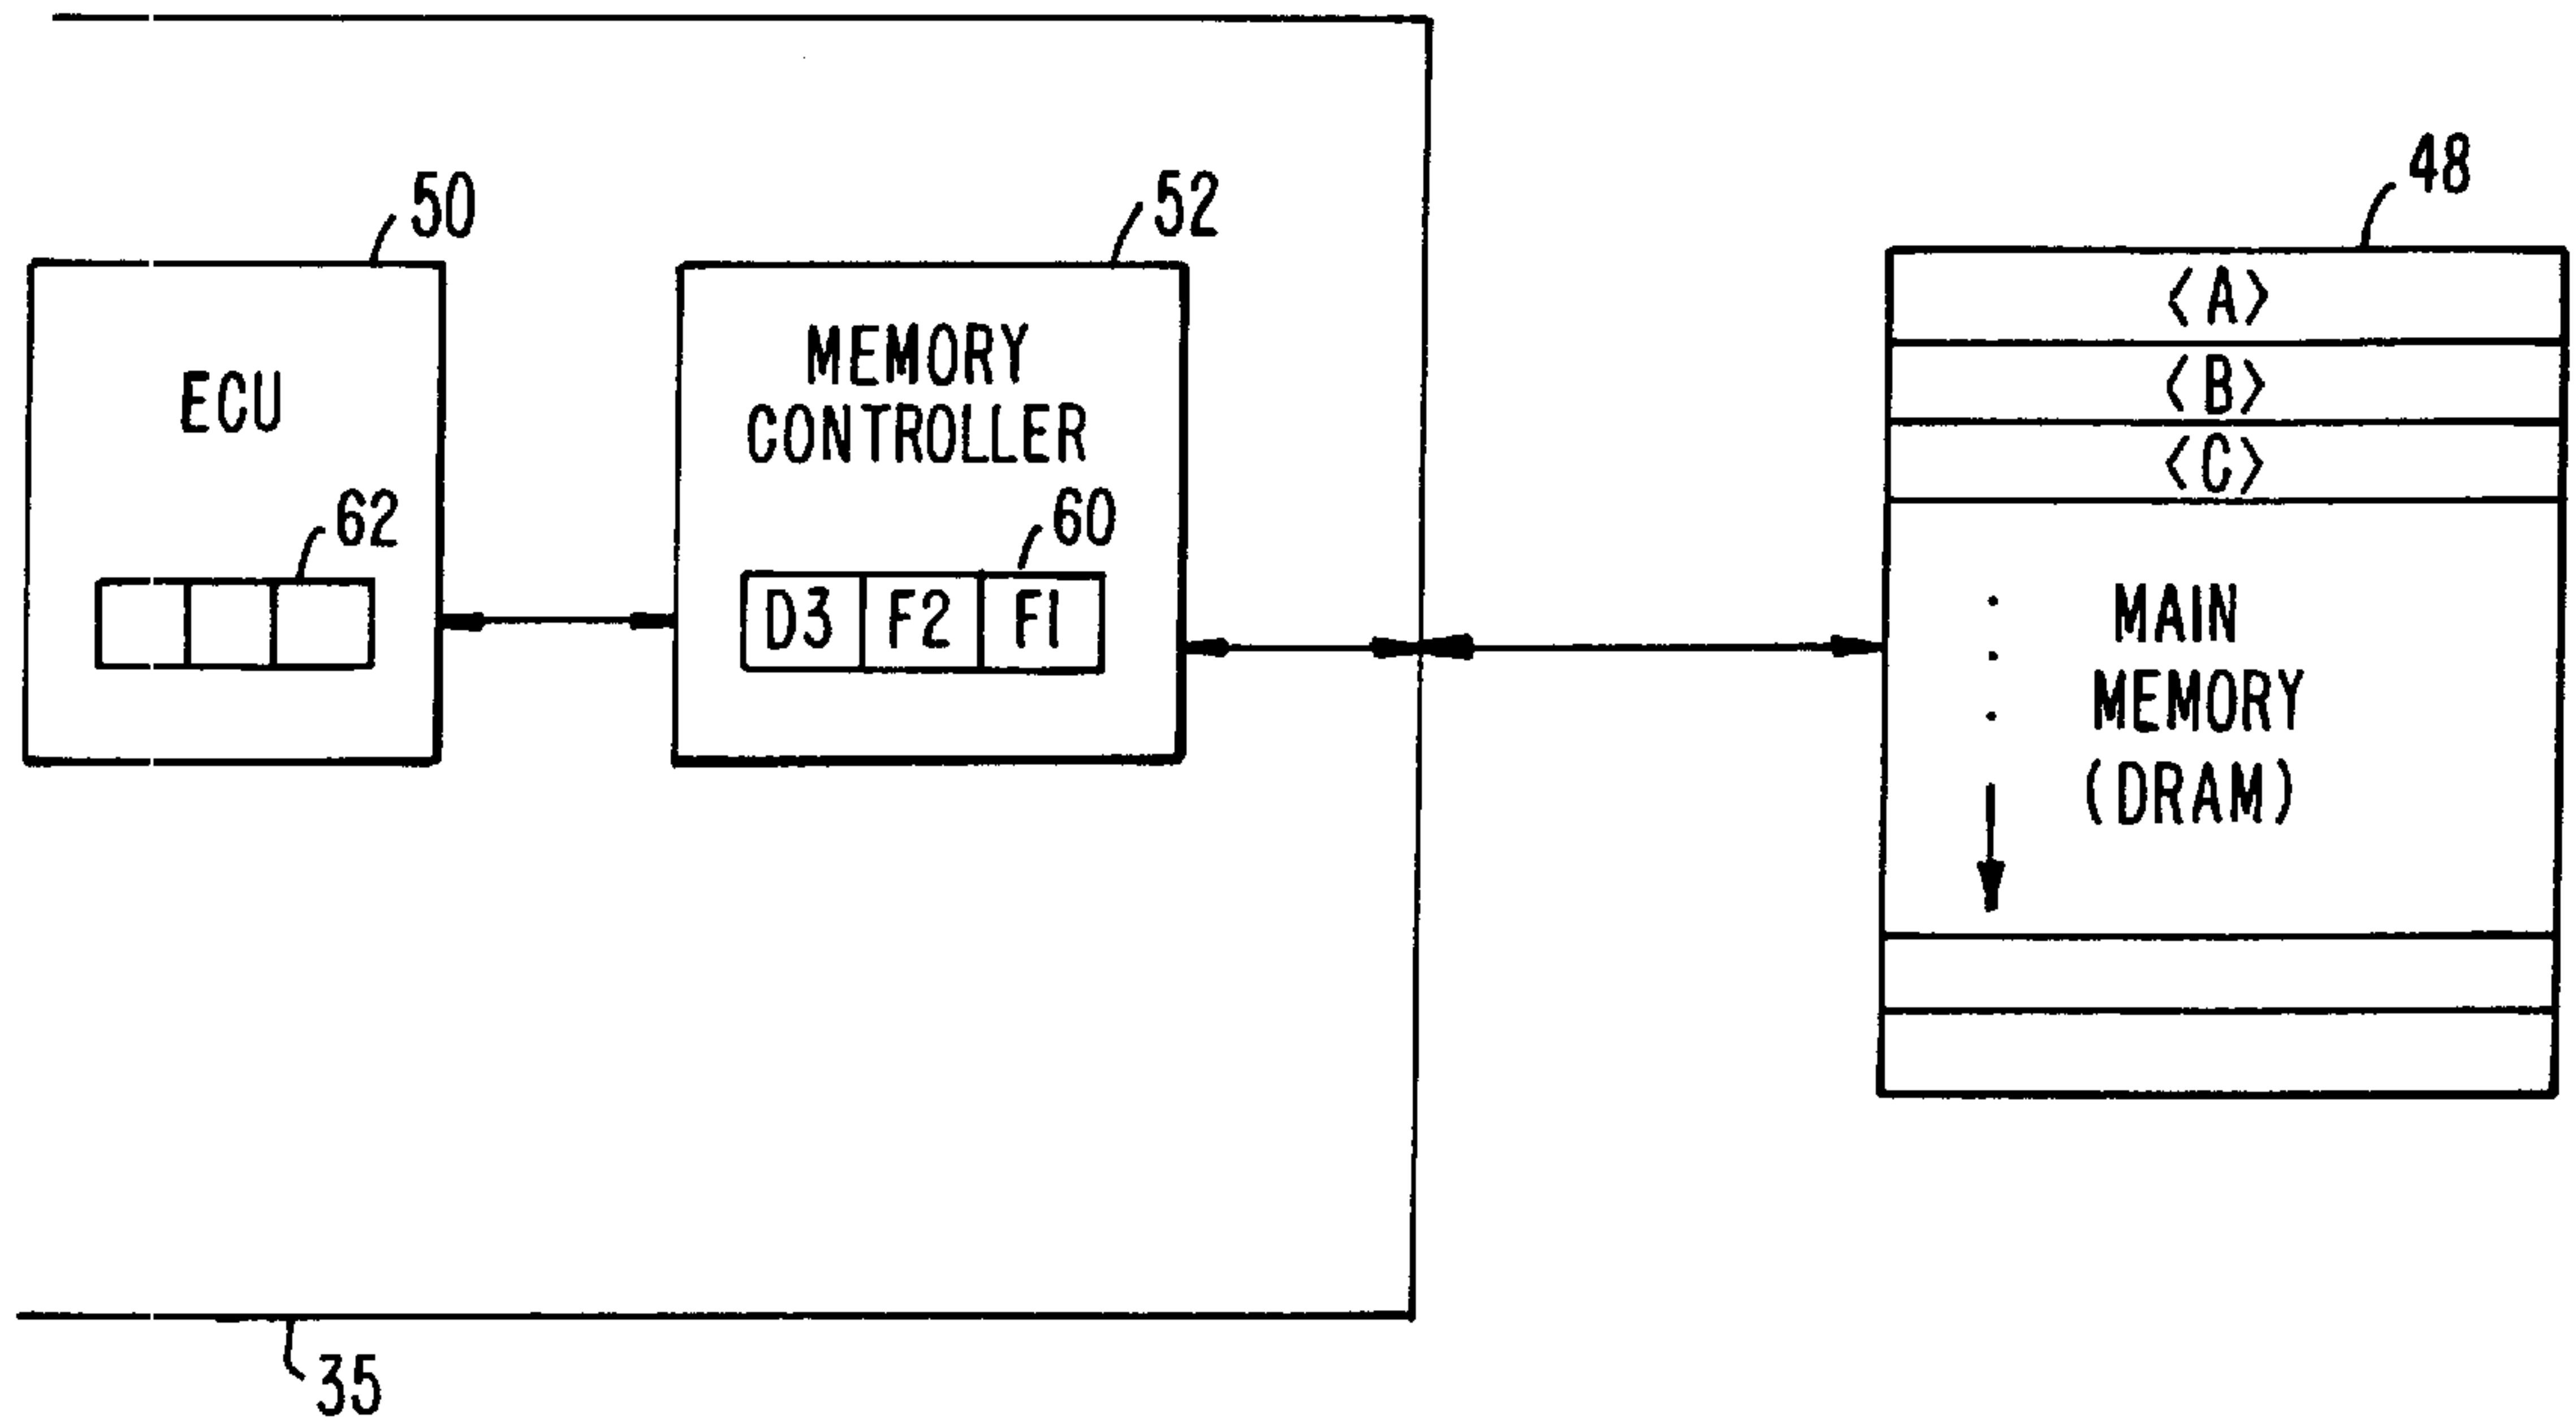 50
52
48
ECU
62
MEMORY
CONTROLLER
60
D3 F2 F1
<A>
<B>
<C>
MAIN
MEMORY
(DRAM)
35